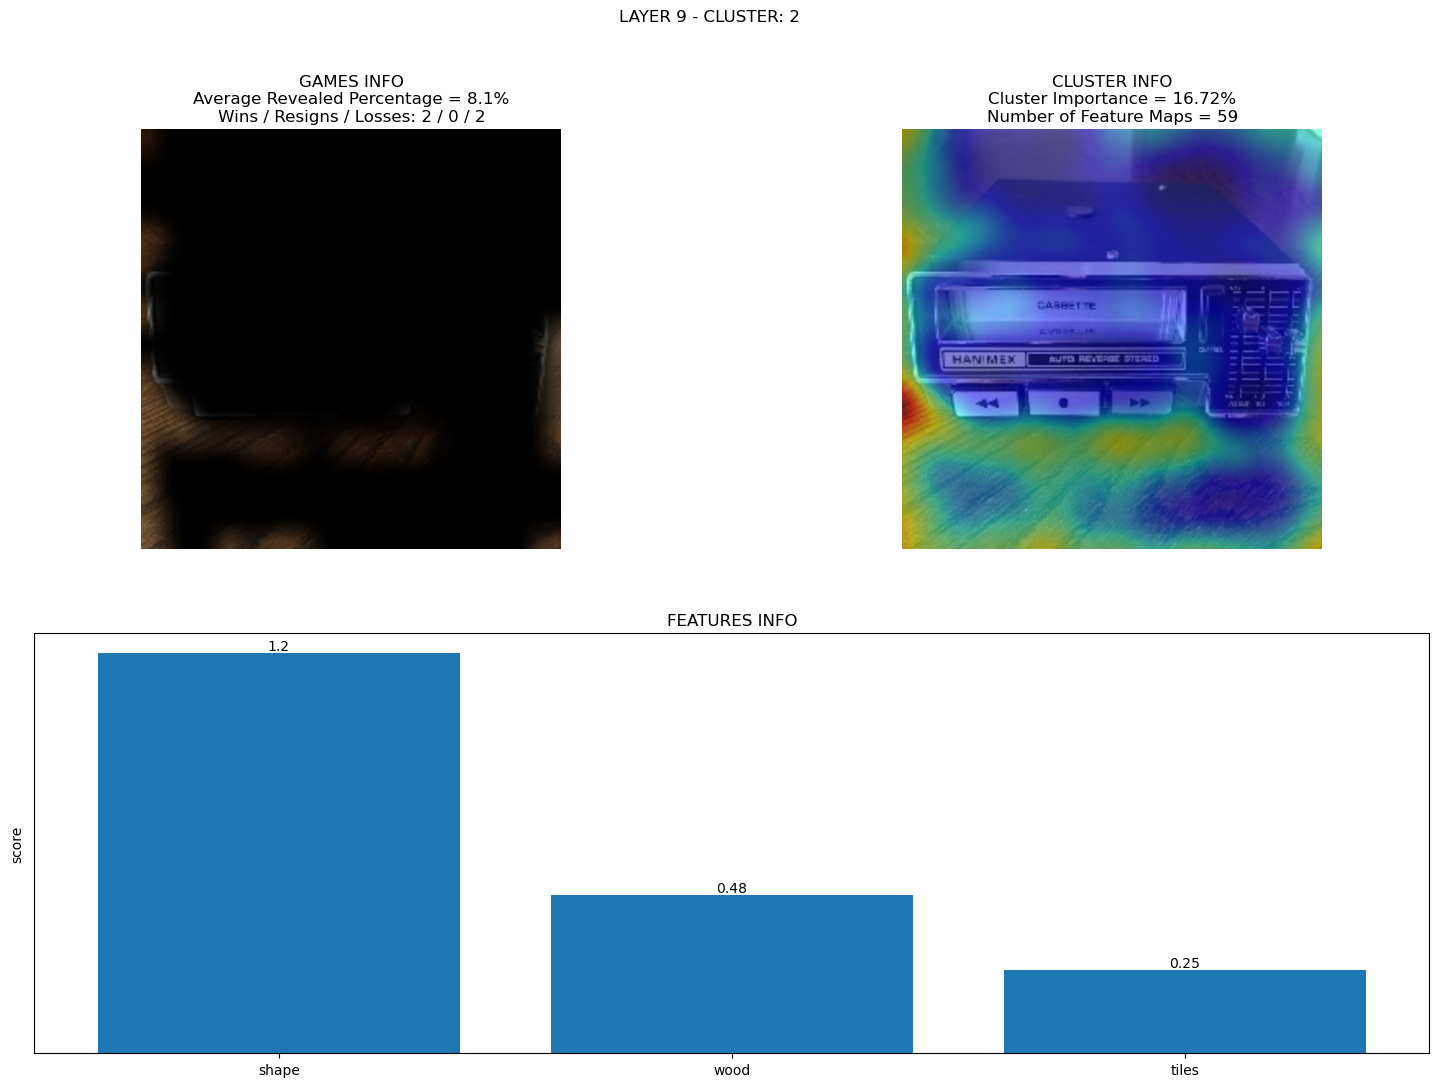 LAYER 9 - CLUSTER: 2
GAMES INFO
Average Revealed Percentage = 8.1%
Wins / Resigns / Losses: 2 / 0 / 2
CLUSTER INFO
Cluster Importance = 16.72%
Number of Feature Maps = 59
CASSETTE
HANIMEX
AUTO REVERSE STEREO
FEATURES INFO
score
1.2
0.48
0.25
shape
wood
tiles